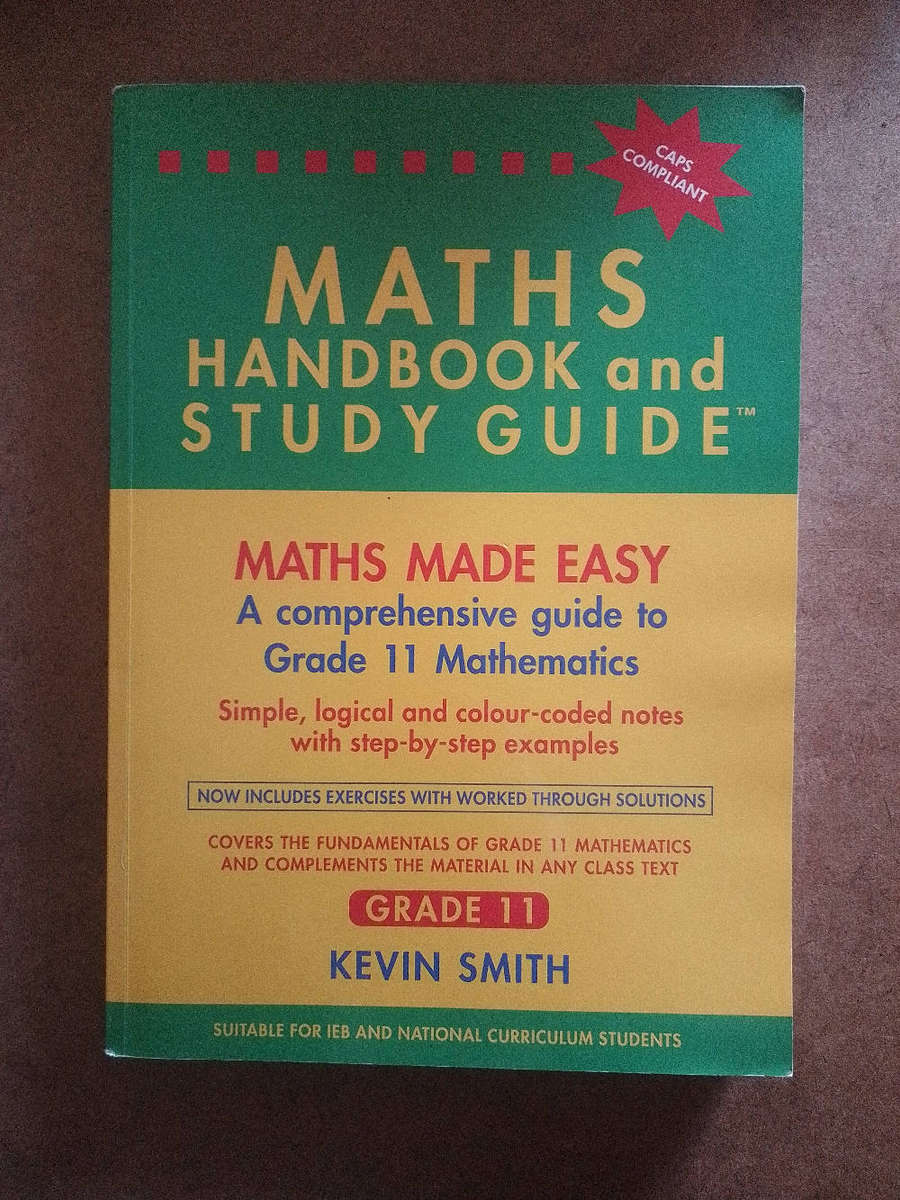 CAPS
COMPLIANT
MATHS
HANDBOOK and
STUDY GUIDE™
MATHS MADE EASY
A comprehensive guide to
Grade 11 Mathematics
Simple, logical and colour-coded notes
with step-by-step examples
NOW INCLUDES EXERCISES WITH WORKED THROUGH SOLUTIONS
COVERS THE FUNDAMENTALS OF GRADE 11 MATHEMATICS
AND COMPLEMENTS THE MATERIAL IN ANY CLASS TEXT
GRADE 11
KEVIN SMITH
SUITABLE FOR IEB AND NATIONAL CURRICULUM STUDENTS